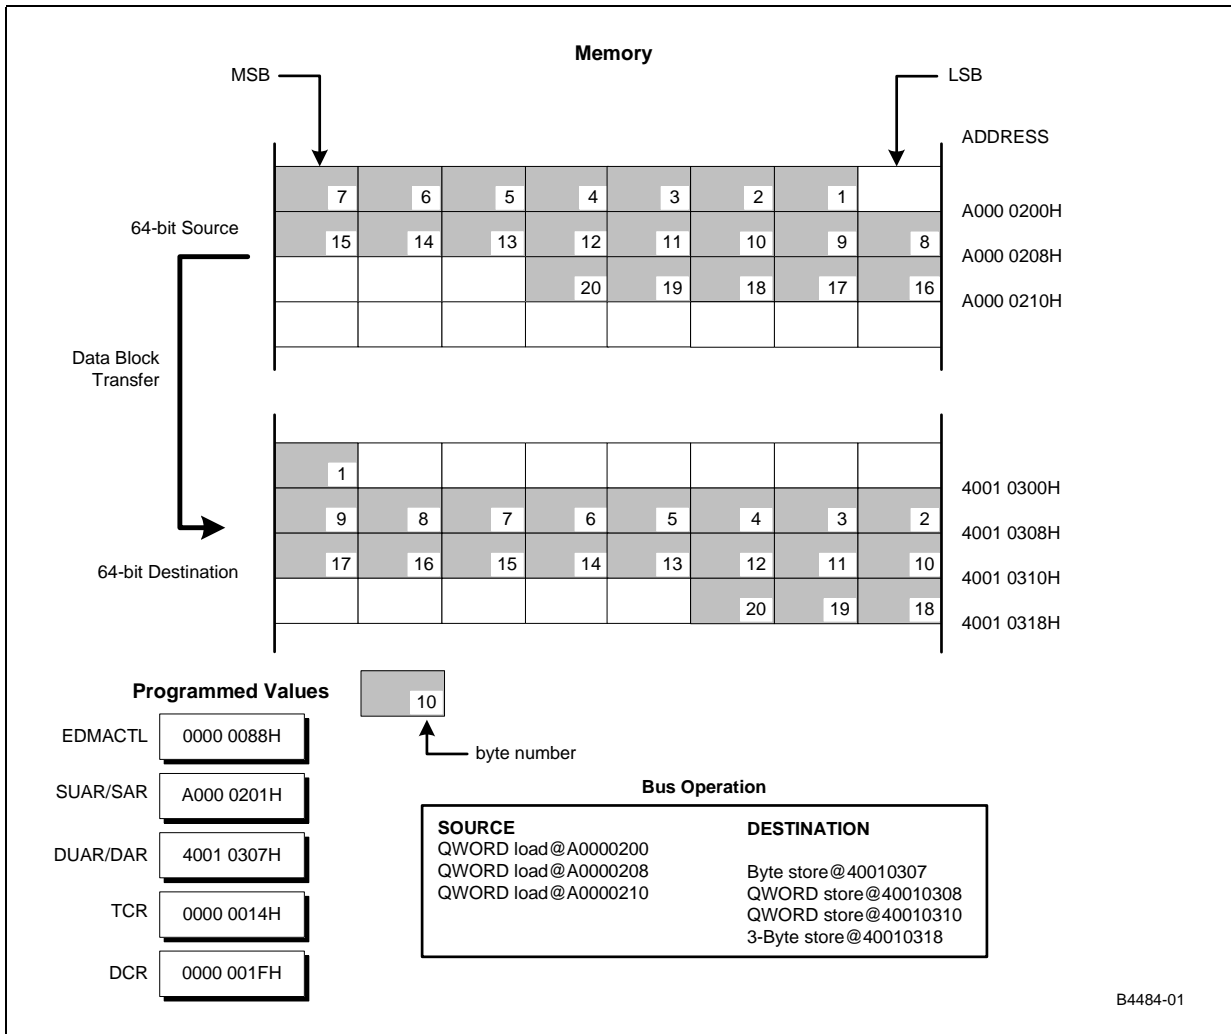 Memory
MSB
LSB
ADDRESS
7 6 5 4 3 2 1
A000 0200H
64-bit Source
15 14 13 12 11 10 9 8
A000 0208H
20 19 18 17 16
A000 0210H
Data Block
Transfer
1
4001 0300H
9 8 7 6 5 4 3 2
4001 0308H
64-bit Destination
17 16 15 14 13 12 11 10
4001 0310H
20 19 18
4001 0318H
Programmed Values
10
byte number
EDMACTL 0000 0088H
SUAR/SAR A000 0201H
DUAR/DAR 4001 0307H
TCR 0000 0014H
DCR 0000 001FH
Bus Operation
SOURCE
QWORD load@A0000200
QWORD load@A0000208
QWORD load@A0000210
DESTINATION
Byte store@40010307
QWORD store@40010308
QWORD store@40010310
3-Byte store@40010318
B4484-01